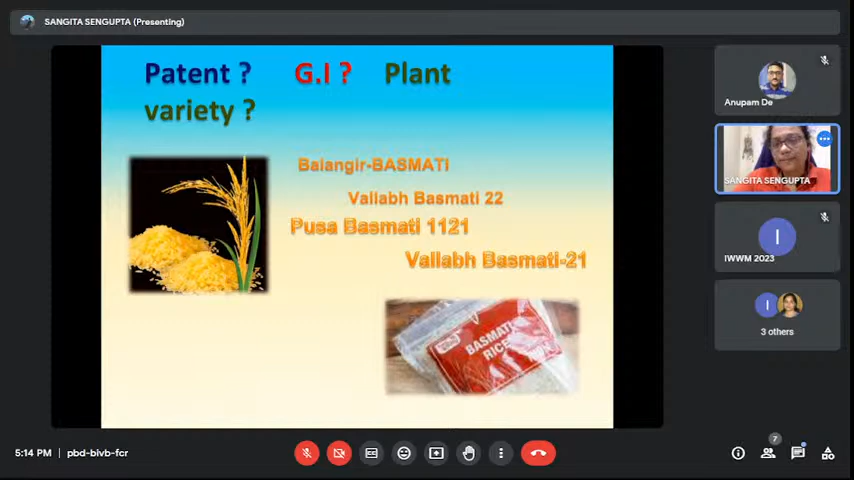 SANGITA SENGUPTA (Presenting)
Patent ? G.I ? Plant
variety ?
Balangir-BASMATI
Vallabh Basmati 22
Pusa Basmati 1121
Vallabh Basmati-21
BASMATI
RICE
Anupam De
SANGITA SENGUPTA
I
IWWM 2023
I
3 others
5:14 PM | pbd-bivb-fcr
7